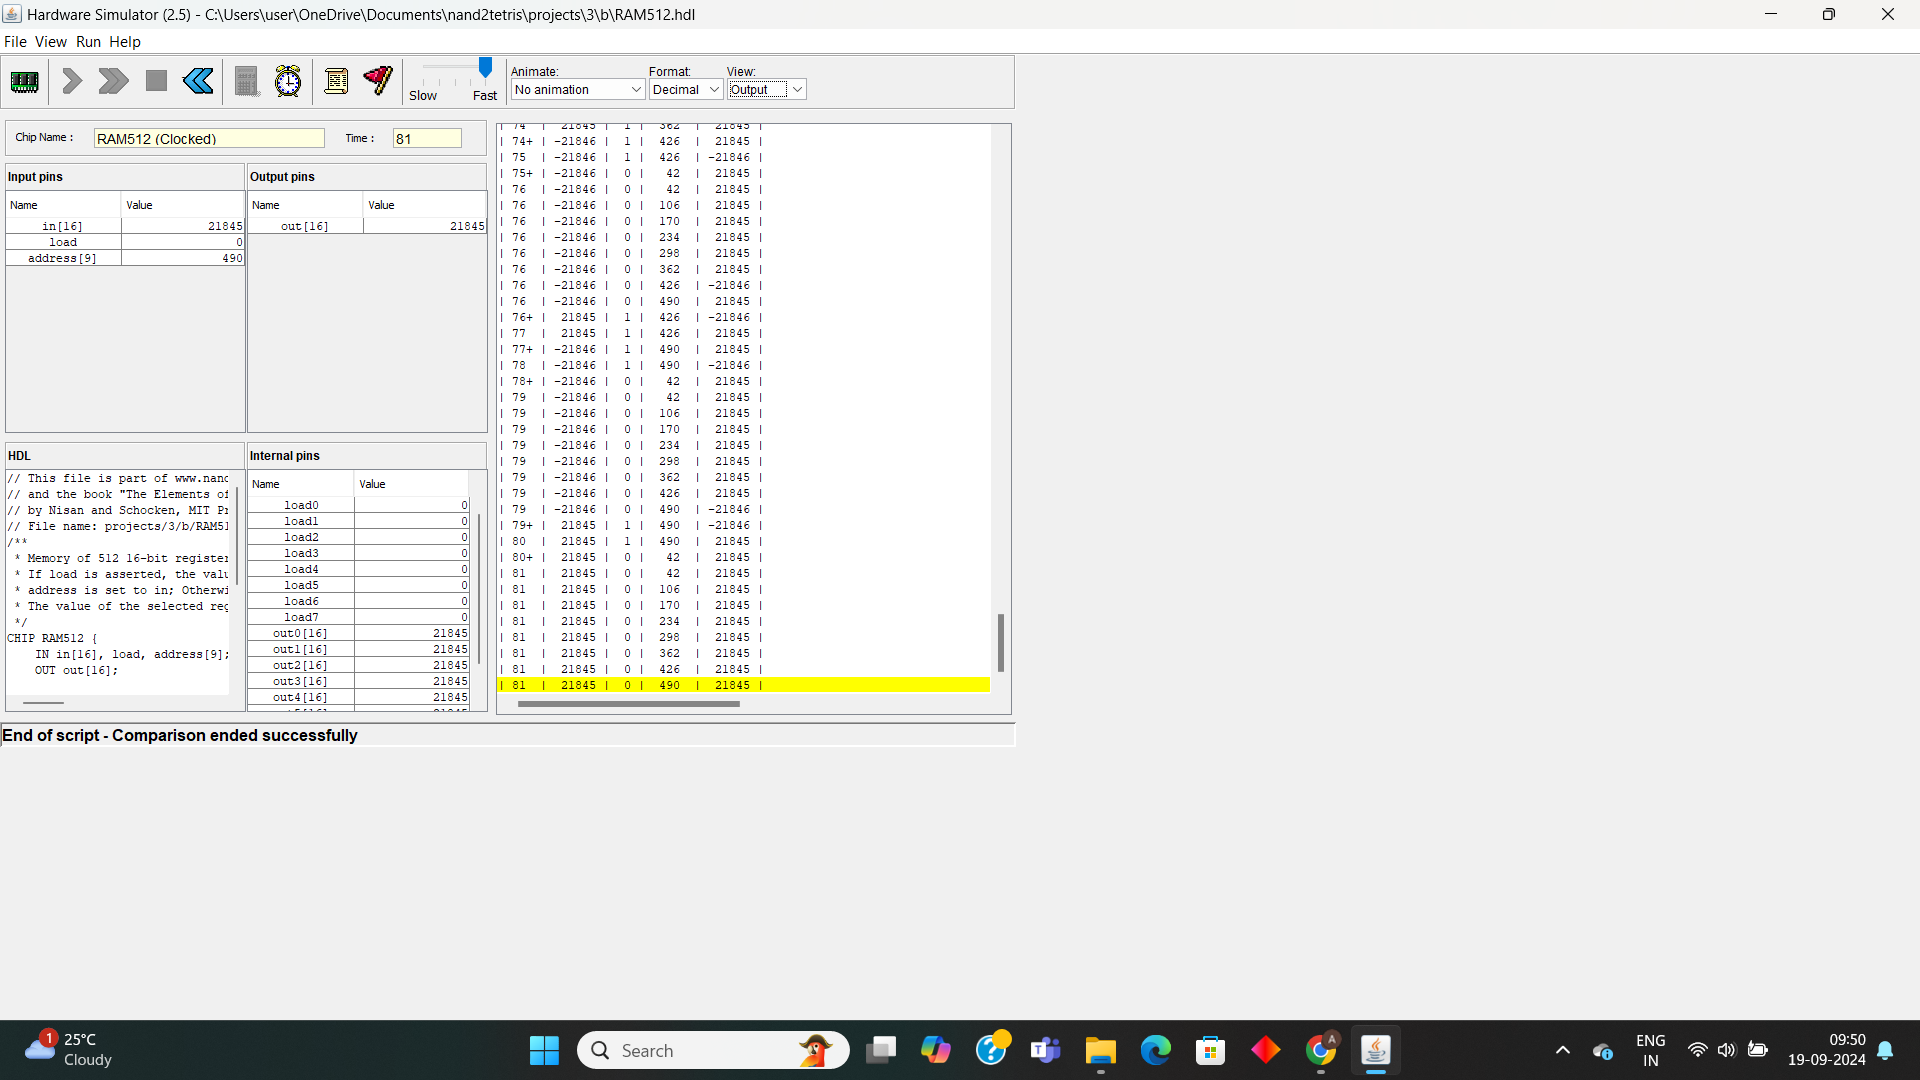 Hardware Simulator (2.5) - C:\Users\user\OneDrive\Documents\nand2tetris\projects\3\b\RAM512.hdl
File View Run Help
Animate: Format: View:
Slow Fast No animation Decimal Output
Chip Name : RAM512 (Clocked) Time : 81
Input pins
Name Value
in[16] 21845
load 0
address[9] 490
Output pins
Name Value
out[16] 21845
HDL
// This file is part of www.nand
// and the book "The Elements of
// by Nisan and Schocken, MIT Pr
// File name: projects/3/b/RAM51
/**
* Memory of 512 16-bit register
* If load is asserted, the valu
* address is set to in; Otherwi
* The value of the selected reg
*/
CHIP RAM512 {
IN in[16], load, address[9];
OUT out[16];
Internal pins
Name Value
load0 0
load1 0
load2 0
load3 0
load4 0
load5 0
load6 0
load7 0
out0[16] 21845
out1[16] 21845
out2[16] 21845
out3[16] 21845
out4[16] 21845
| 74 | 21845 | 1 | 362 | 21845 |
| 74+ | -21846 | 1 | 426 | 21845 |
| 75 | -21846 | 1 | 426 | -21846 |
| 75+ | -21846 | 0 | 42 | 21845 |
| 76 | -21846 | 0 | 42 | 21845 |
| 76 | -21846 | 0 | 106 | 21845 |
| 76 | -21846 | 0 | 170 | 21845 |
| 76 | -21846 | 0 | 234 | 21845 |
| 76 | -21846 | 0 | 298 | 21845 |
| 76 | -21846 | 0 | 362 | 21845 |
| 76 | -21846 | 0 | 426 | -21846 |
| 76 | -21846 | 0 | 490 | 21845 |
| 76+ | 21845 | 1 | 426 | -21846 |
| 77 | 21845 | 1 | 426 | 21845 |
| 77+ | -21846 | 1 | 490 | 21845 |
| 78 | -21846 | 1 | 490 | -21846 |
| 78+ | -21846 | 0 | 42 | 21845 |
| 79 | -21846 | 0 | 42 | 21845 |
| 79 | -21846 | 0 | 106 | 21845 |
| 79 | -21846 | 0 | 170 | 21845 |
| 79 | -21846 | 0 | 234 | 21845 |
| 79 | -21846 | 0 | 298 | 21845 |
| 79 | -21846 | 0 | 362 | 21845 |
| 79 | -21846 | 0 | 426 | 21845 |
| 79 | -21846 | 0 | 490 | -21846 |
| 79+ | 21845 | 1 | 490 | -21846 |
| 80 | 21845 | 1 | 490 | 21845 |
| 80+ | 21845 | 0 | 42 | 21845 |
| 81 | 21845 | 0 | 42 | 21845 |
| 81 | 21845 | 0 | 106 | 21845 |
| 81 | 21845 | 0 | 170 | 21845 |
| 81 | 21845 | 0 | 234 | 21845 |
| 81 | 21845 | 0 | 298 | 21845 |
| 81 | 21845 | 0 | 362 | 21845 |
| 81 | 21845 | 0 | 426 | 21845 |
| 81 | 21845 | 0 | 490 | 21845 |
End of script - Comparison ended successfully
1
25°C
Cloudy
Search
A
ENG
IN
09:50
19-09-2024